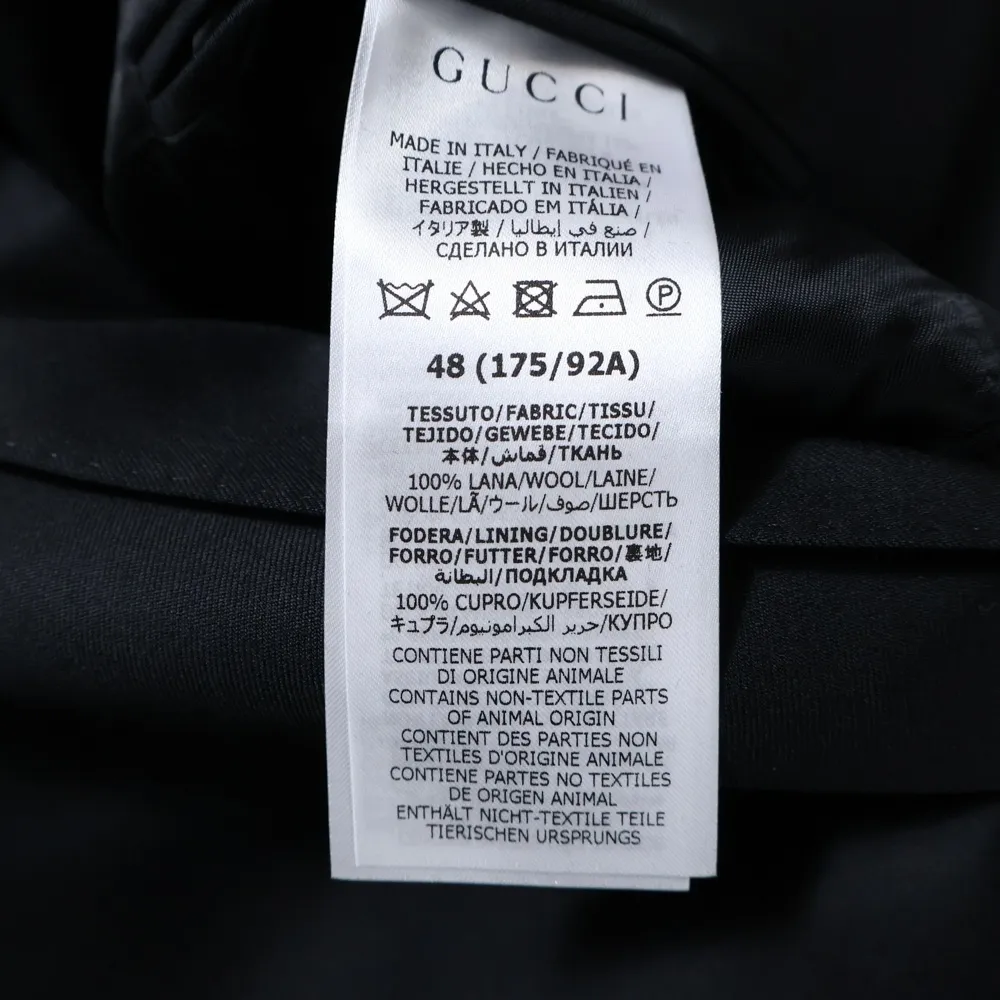 GUCCI
MADE IN ITALY / FABRIQUÉ EN
ITALIE / HECHO EN ITALIA /
HERGESTELLT IN ITALIEN /
FABRICADO EM ITÁLIA /
イタリア製 / صنع في إيطاليا /
СДЕЛАНО В ИТАЛИИ
P
48 (175/92A)
TESSUTO/FABRIC/TISSU/
TEJIDO/GEWEBE/TECIDO/
本体/قماش/ТКАНЬ
100% LANA/WOOL/LAINE/
WOLLE/LÃ/ウール/صوف/ШЕРСТЬ
FODERA/LINING/DOUBLURE/
FORRO/FUTTER/FORRO/裏地/
البطانة/ПОДКЛАДКА
100% CUPRO/KUPFERSEIDE/
キュプラ/حرير الكبرامونيوم/КУПРО
CONTIENE PARTI NON TESSILI
DI ORIGINE ANIMALE
CONTAINS NON-TEXTILE PARTS
OF ANIMAL ORIGIN
CONTIENT DES PARTIES NON
TEXTILES D'ORIGINE ANIMALE
CONTIENE PARTES NO TEXTILES
DE ORIGEN ANIMAL
ENTHÄLT NICHT-TEXTILE TEILE
TIERISCHEN URSPRUNGS